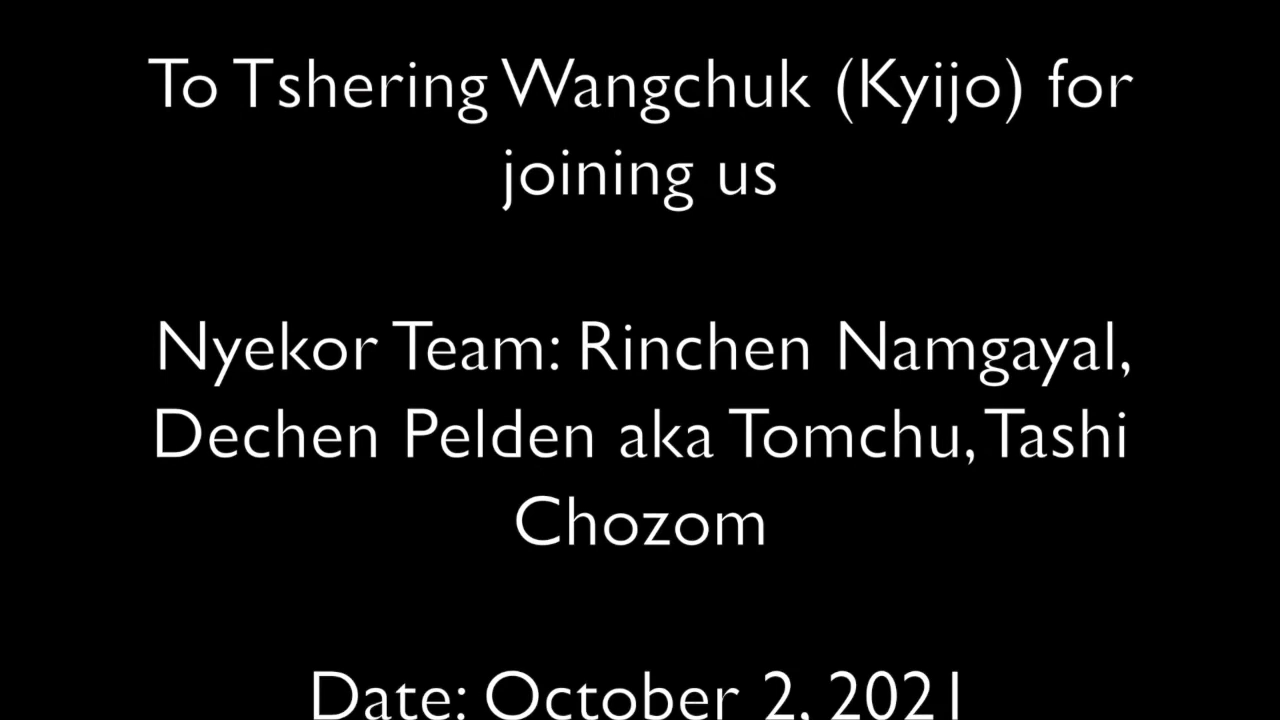 To Tshering Wangchuk (Kyijo) for
joining us
Nyekor Team: Rinchen Namgayal,
Dechen Pelden aka Tomchu, Tashi
Chozom
Date: October 2, 2021